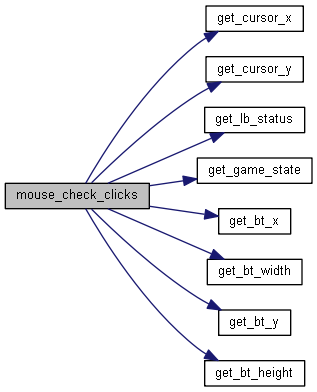 get_cursor_x
get_cursor_y
get_lb_status
get_game_state
mouse_check_clicks
get_bt_x
get_bt_width
get_bt_y
get_bt_height